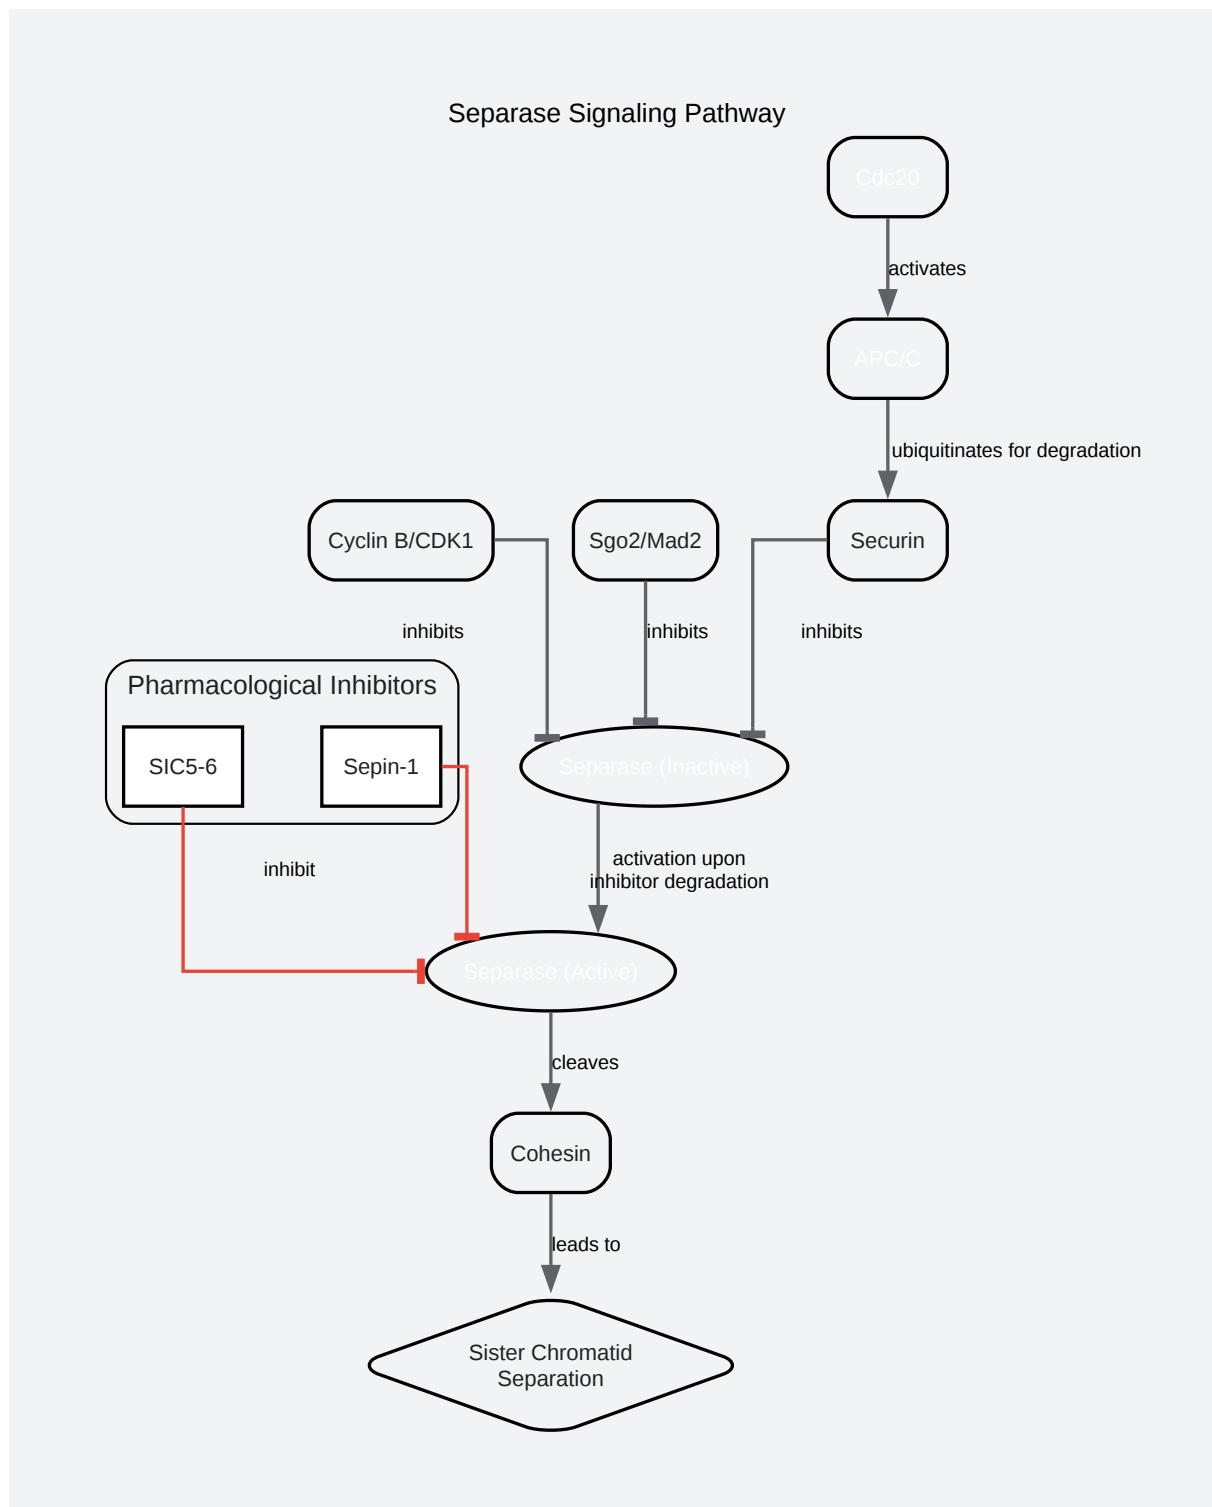 Separase Signaling Pathway
Cdc20
activates
APC/C
ubiquitinates for degradation
Cyclin B/CDK1
Sgo2/Mad2
Securin
inhibits
inhibits
inhibits
Pharmacological Inhibitors
SIC5-6
Sepin-1
Separase (Inactive)
inhibit
activation upon
inhibitor degradation
Separase (Active)
cleaves
Cohesin
leads to
Sister Chromatid
Separation